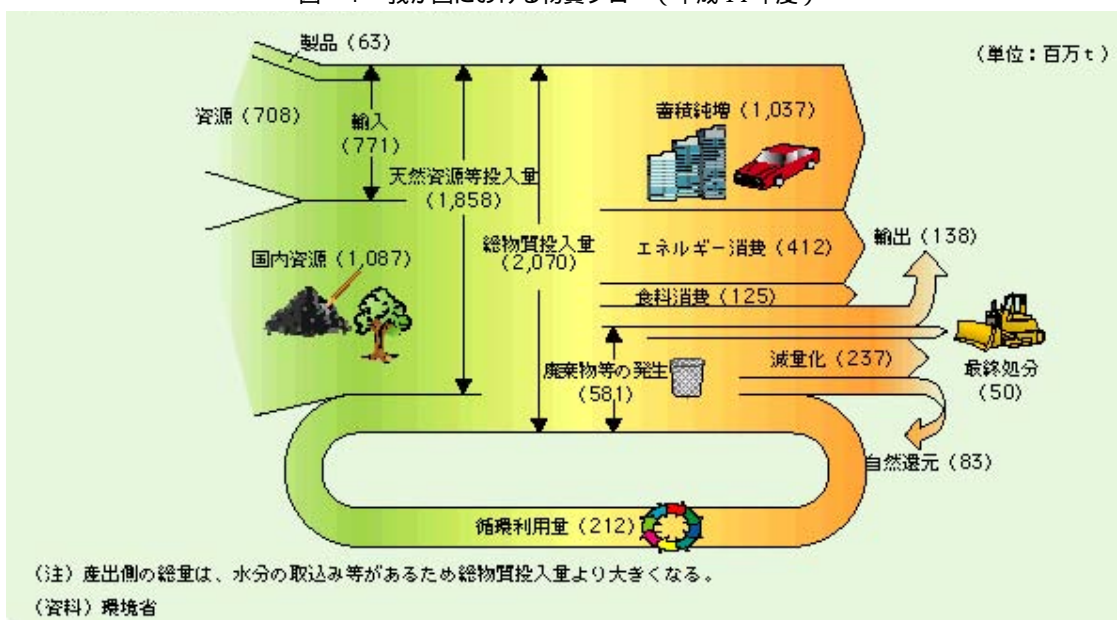 製品（63）
（単位：百万ｔ）
資源（708）
輸入
（771）
蓄積純増（1,037）
天然資源等投入量
（1,858）
総物質投入量
（2,070）
国内資源（1,087）
エネルギー消費（412）
輸出（138）
食料消費（125）
廃棄物等の発生
（581）
減量化（237）
最終処分
（50）
自然還元（83）
循環利用量（212）
（注）産出側の総量は、水分の取込み等があるため総物質投入量より大きくなる。
（資料）環境省